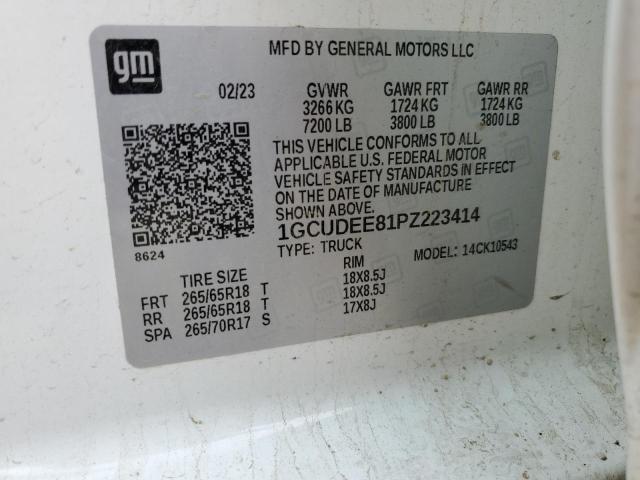 gm
MFD BY GENERAL MOTORS LLC
02/23 GVWR GAWR FRT GAWR RR
3266 KG 1724 KG 1724 KG
7200 LB 3800 LB 3800 LB
THIS VEHICLE CONFORMS TO ALL
APPLICABLE U.S. FEDERAL MOTOR
VEHICLE SAFETY STANDARDS IN EFFECT
ON THE DATE OF MANUFACTURE
SHOWN ABOVE.
1GCUDEE81PZ223414
8624
TYPE: TRUCK MODEL: 14CK10543
TIRE SIZE RIM
FRT 265/65R18 T 18X8.5J
RR 265/65R18 T 18X8.5J
SPA 265/70R17 S 17X8J